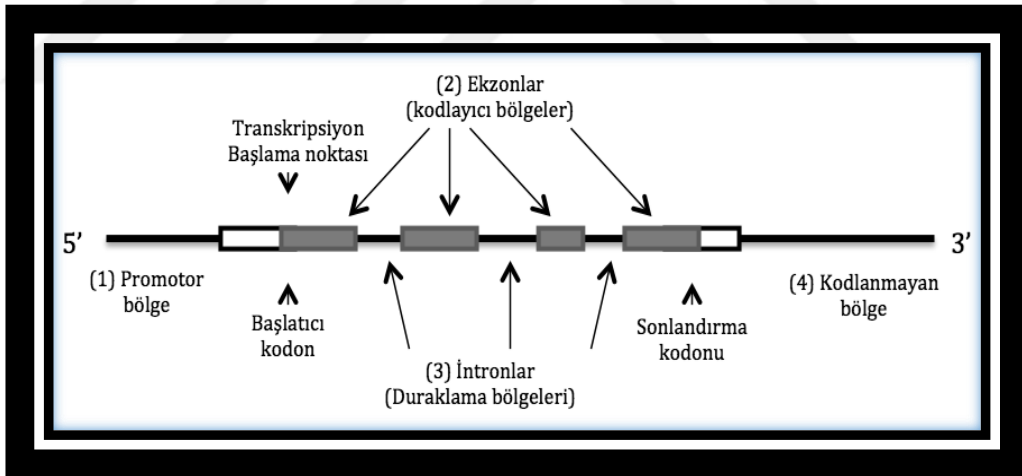 (2) Ekzonlar
(kodlayıcı bölgeler)
Transkripsiyon
Başlama noktası
5’
3’
(1) Promotor
bölge
Başlatıcı
kodon
(3) İntronlar
(Duraklama bölgeleri)
Sonlandırma
kodonu
(4) Kodlanmayan
bölge